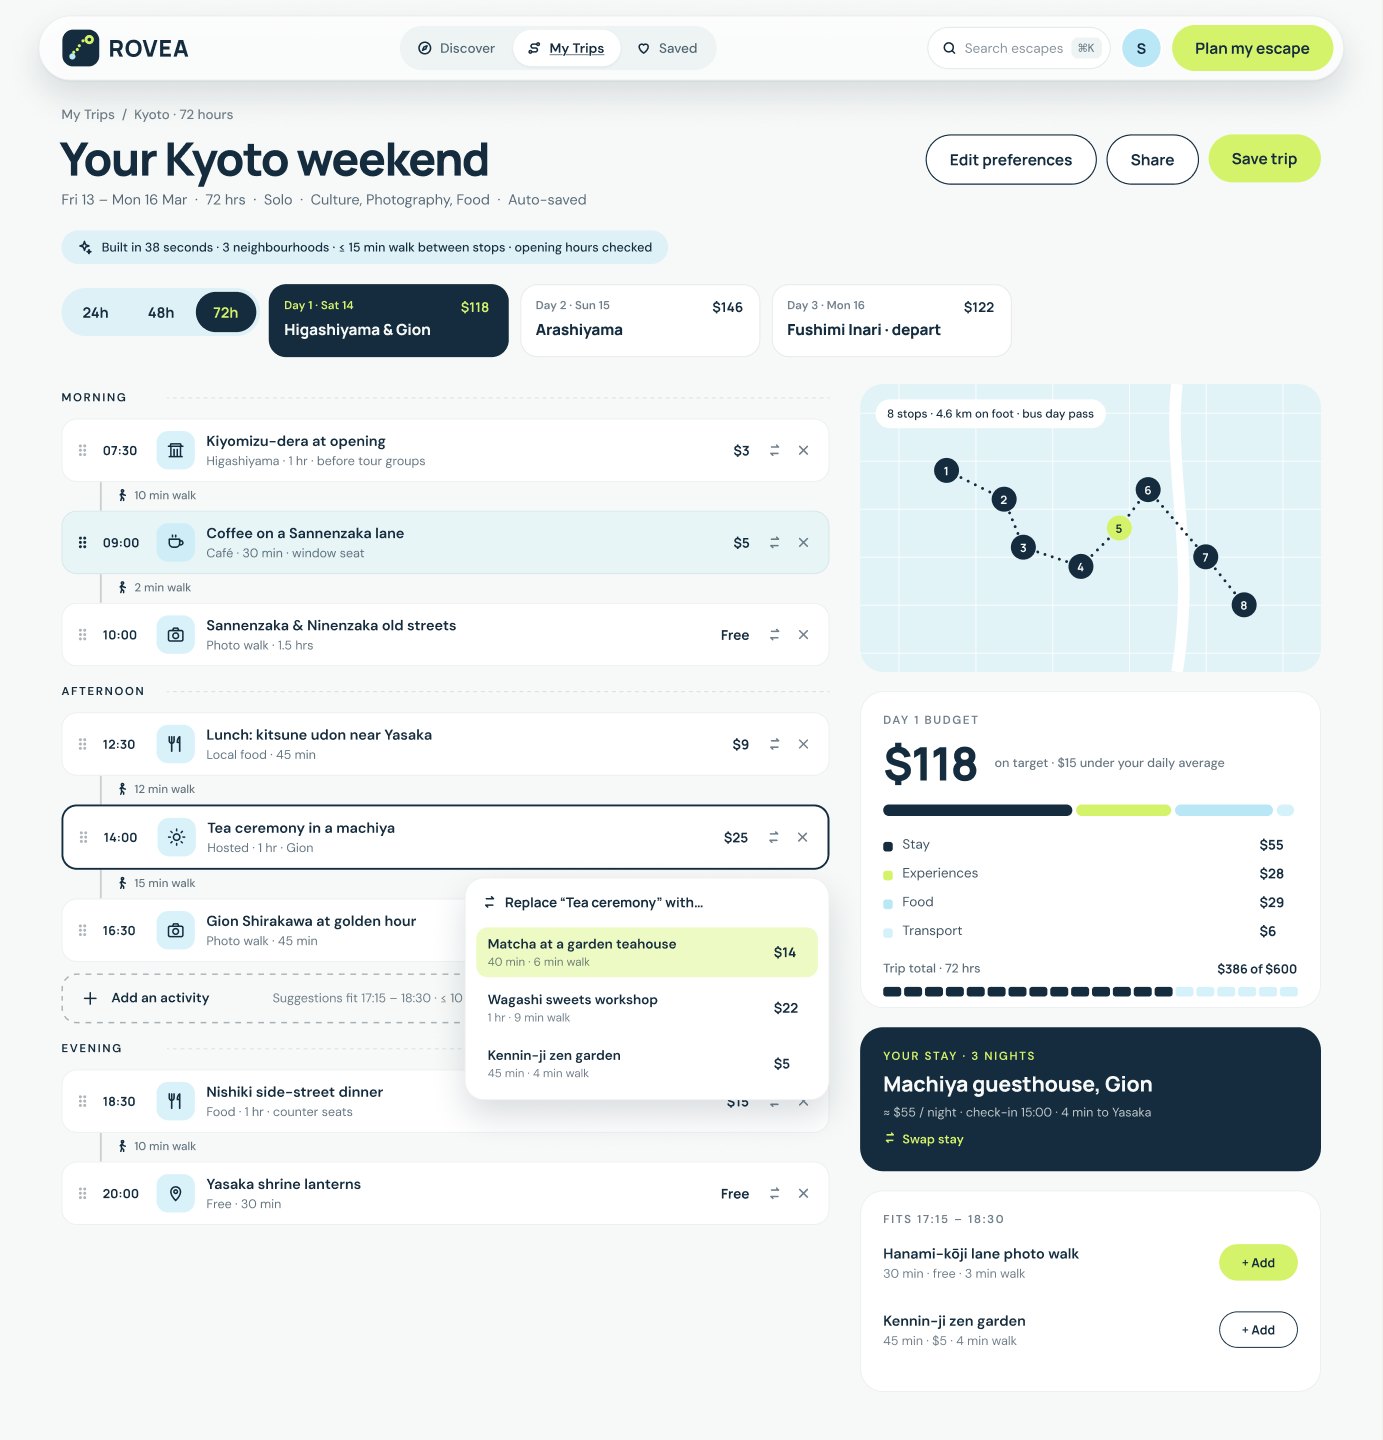 ROVEA
Discover
My Trips
Saved
Search escapes ⌘K
S
Plan my escape
My Trips / Kyoto · 72 hours
Your Kyoto weekend
Edit preferences
Share
Save trip
Fri 13 – Mon 16 Mar · 72 hrs · Solo · Culture, Photography, Food · Auto-saved
Built in 38 seconds · 3 neighbourhoods · ≤ 15 min walk between stops · opening hours checked
24h
48h
72h
Day 1 · Sat 14
$118
Higashiyama & Gion
Day 2 · Sun 15
$146
Arashiyama
Day 3 · Mon 16
$122
Fushimi Inari · depart
MORNING
07:30
Kiyomizu-dera at opening
Higashiyama · 1 hr · before tour groups
$3
10 min walk
09:00
Coffee on a Sannenzaka lane
Café · 30 min · window seat
$5
2 min walk
10:00
Sannenzaka & Ninenzaka old streets
Photo walk · 1.5 hrs
Free
AFTERNOON
12:30
Lunch: kitsune udon near Yasaka
Local food · 45 min
$9
12 min walk
14:00
Tea ceremony in a machiya
Hosted · 1 hr · Gion
$25
15 min walk
16:30
Gion Shirakawa at golden hour
Photo walk · 45 min
Replace “Tea ceremony” with...
Matcha at a garden teahouse
40 min · 6 min walk
$14
Wagashi sweets workshop
1 hr · 9 min walk
$22
Kennin-ji zen garden
45 min · 4 min walk
$5
Add an activity
Suggestions fit 17:15 – 18:30 · ≤ 10
EVENING
18:30
Nishiki side-street dinner
Food · 1 hr · counter seats
$15
10 min walk
20:00
Yasaka shrine lanterns
Free · 30 min
Free
8 stops · 4.6 km on foot · bus day pass
1
2
3
4
5
6
7
8
DAY 1 BUDGET
$118
on target · $15 under your daily average
Stay
$55
Experiences
$28
Food
$29
Transport
$6
Trip total · 72 hrs
$386 of $600
YOUR STAY · 3 NIGHTS
Machiya guesthouse, Gion
≈ $55 / night · check-in 15:00 · 4 min to Yasaka
Swap stay
FITS 17:15 – 18:30
Hanami-kōji lane photo walk
30 min · free · 3 min walk
+ Add
Kennin-ji zen garden
45 min · $5 · 4 min walk
+ Add